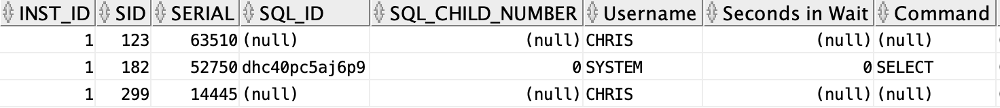 INST_ID SID SERIAL SQL_ID SQL_CHILD_NUMBER Username Seconds in Wait Command
1 123 63510 (null) (null) CHRIS (null) (null)
1 182 52750 dhc40pc5aj6p9 0 SYSTEM 0 SELECT
1 299 14445 (null) (null) CHRIS (null) (null)